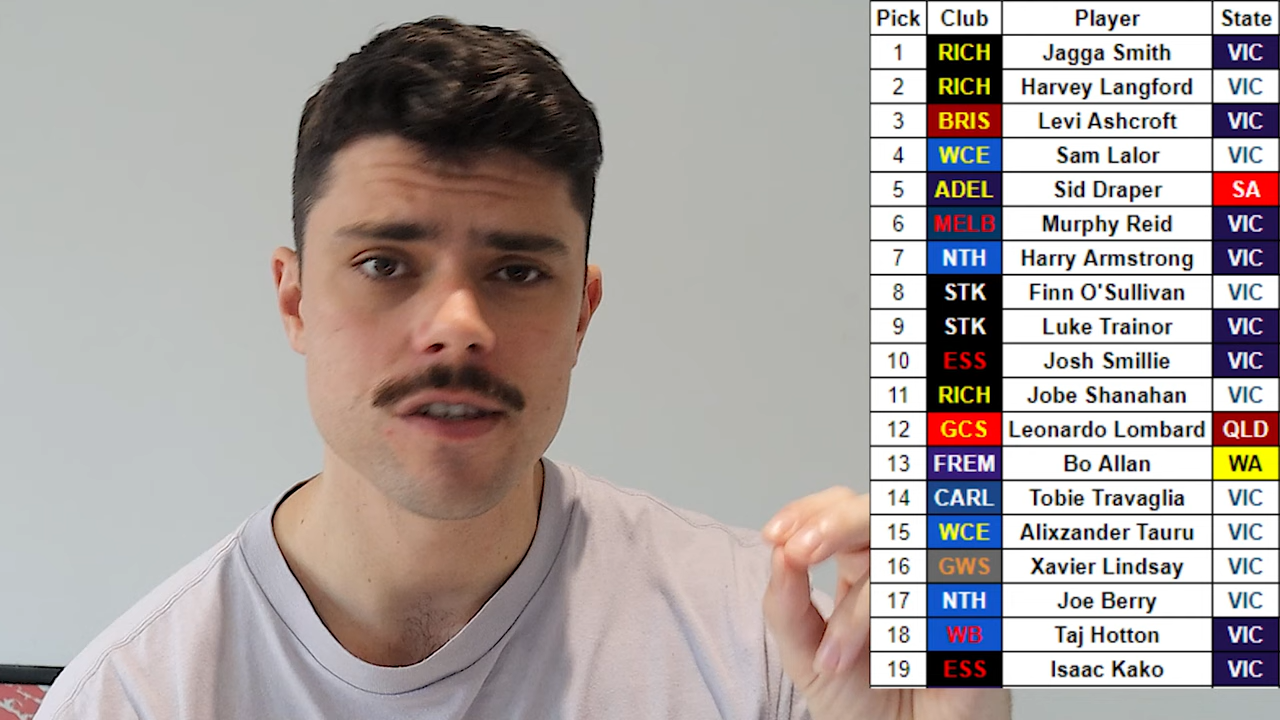 Pick Club Player State
1 RICH Jagga Smith VIC
2 RICH Harvey Langford VIC
3 BRIS Levi Ashcroft VIC
4 WCE Sam Lalor VIC
5 ADEL Sid Draper SA
6 MELB Murphy Reid VIC
7 NTH Harry Armstrong VIC
8 STK Finn O'Sullivan VIC
9 STK Luke Trainor VIC
10 ESS Josh Smillie VIC
11 RICH Jobe Shanahan VIC
12 GCS Leonardo Lombard QLD
13 FREM Bo Allan WA
14 CARL Tobie Travaglia VIC
15 WCE Alixzander Tauru VIC
16 GWS Xavier Lindsay VIC
17 NTH Joe Berry VIC
18 WB Taj Hotton VIC
19 ESS Isaac Kako VIC